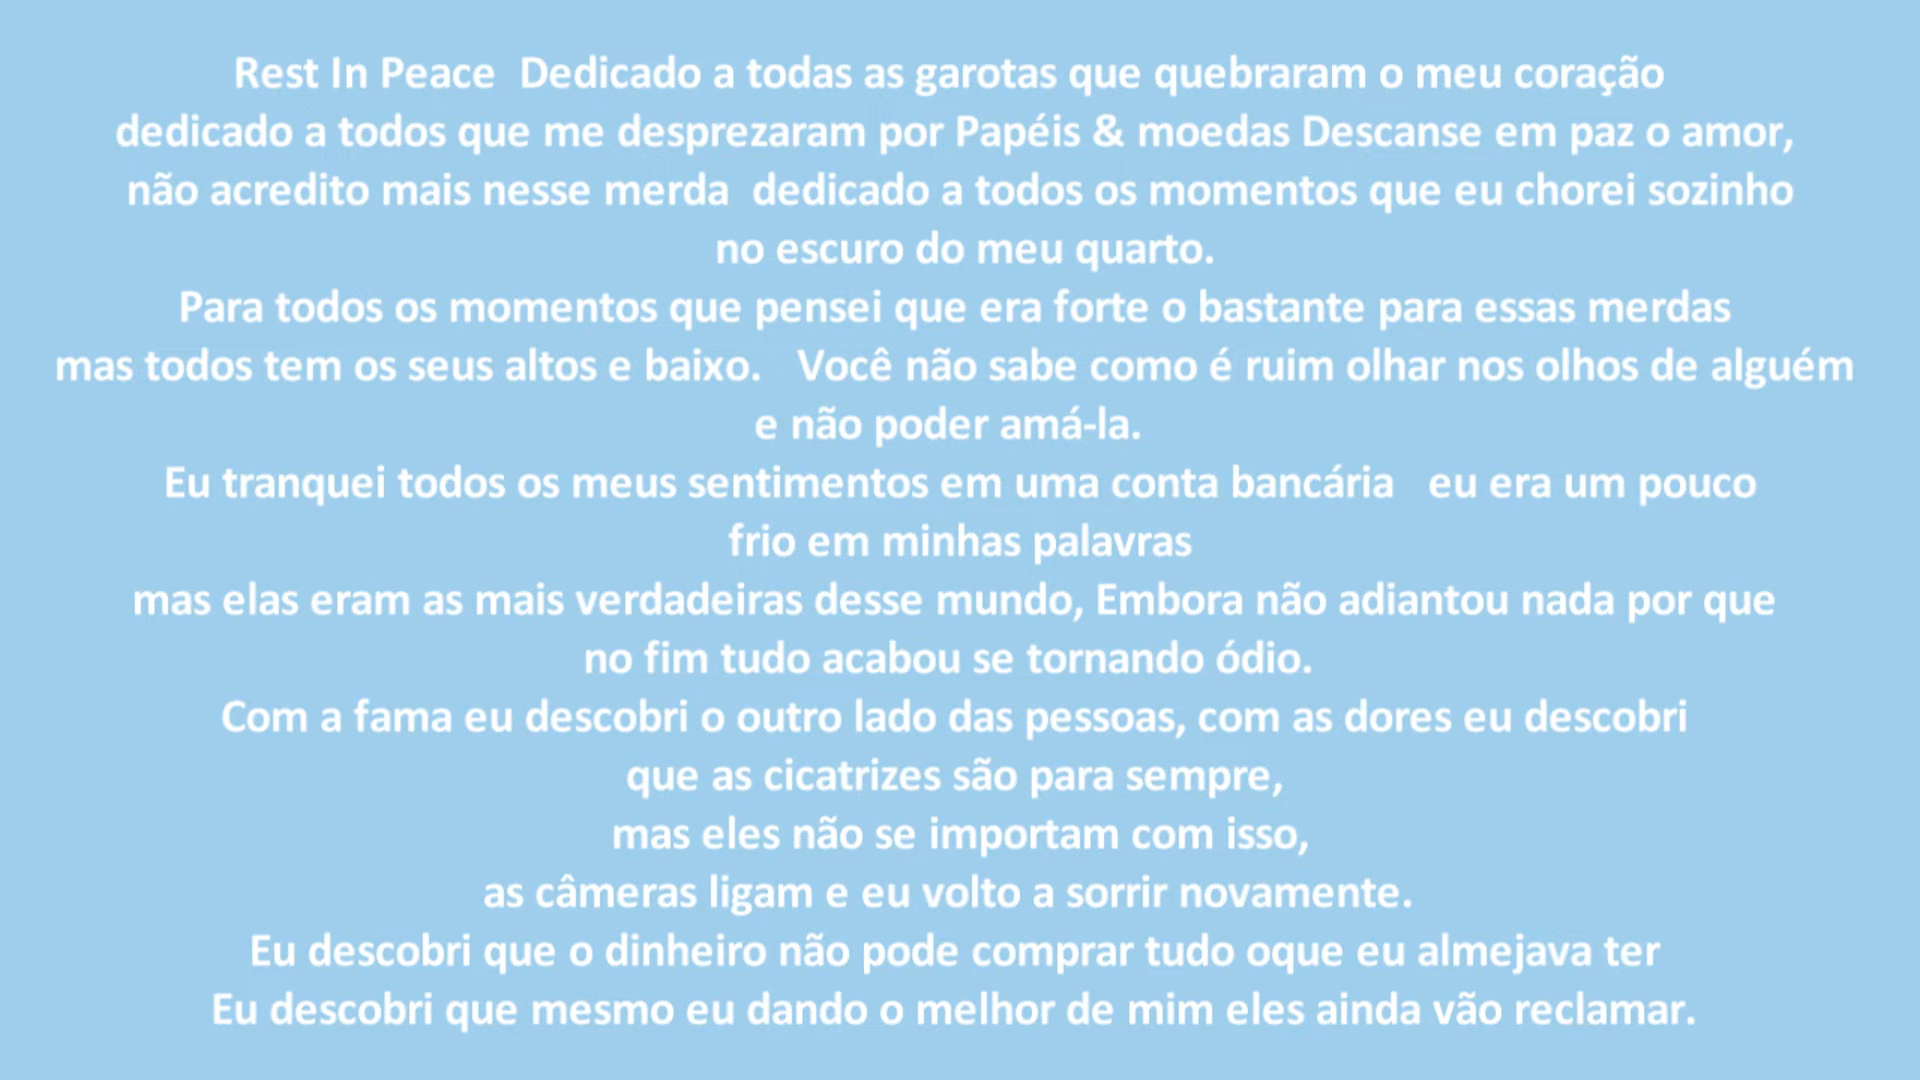 Rest In Peace  Dedicado a todas as garotas que quebraram o meu coração
dedicado a todos que me desprezaram por Papéis & moedas Descanse em paz o amor,
não acredito mais nesse merda  dedicado a todos os momentos que eu chorei sozinho
no escuro do meu quarto.
Para todos os momentos que pensei que era forte o bastante para essas merdas
mas todos tem os seus altos e baixo.   Você não sabe como é ruim olhar nos olhos de alguém
e não poder amá-la.
Eu tranquei todos os meus sentimentos em uma conta bancária   eu era um pouco
frio em minhas palavras
mas elas eram as mais verdadeiras desse mundo, Embora não adiantou nada por que
no fim tudo acabou se tornando ódio.
Com a fama eu descobri o outro lado das pessoas, com as dores eu descobri
que as cicatrizes são para sempre,
mas eles não se importam com isso,
as câmeras ligam e eu volto a sorrir novamente.
Eu descobri que o dinheiro não pode comprar tudo oque eu almejava ter
Eu descobri que mesmo eu dando o melhor de mim eles ainda vão reclamar.